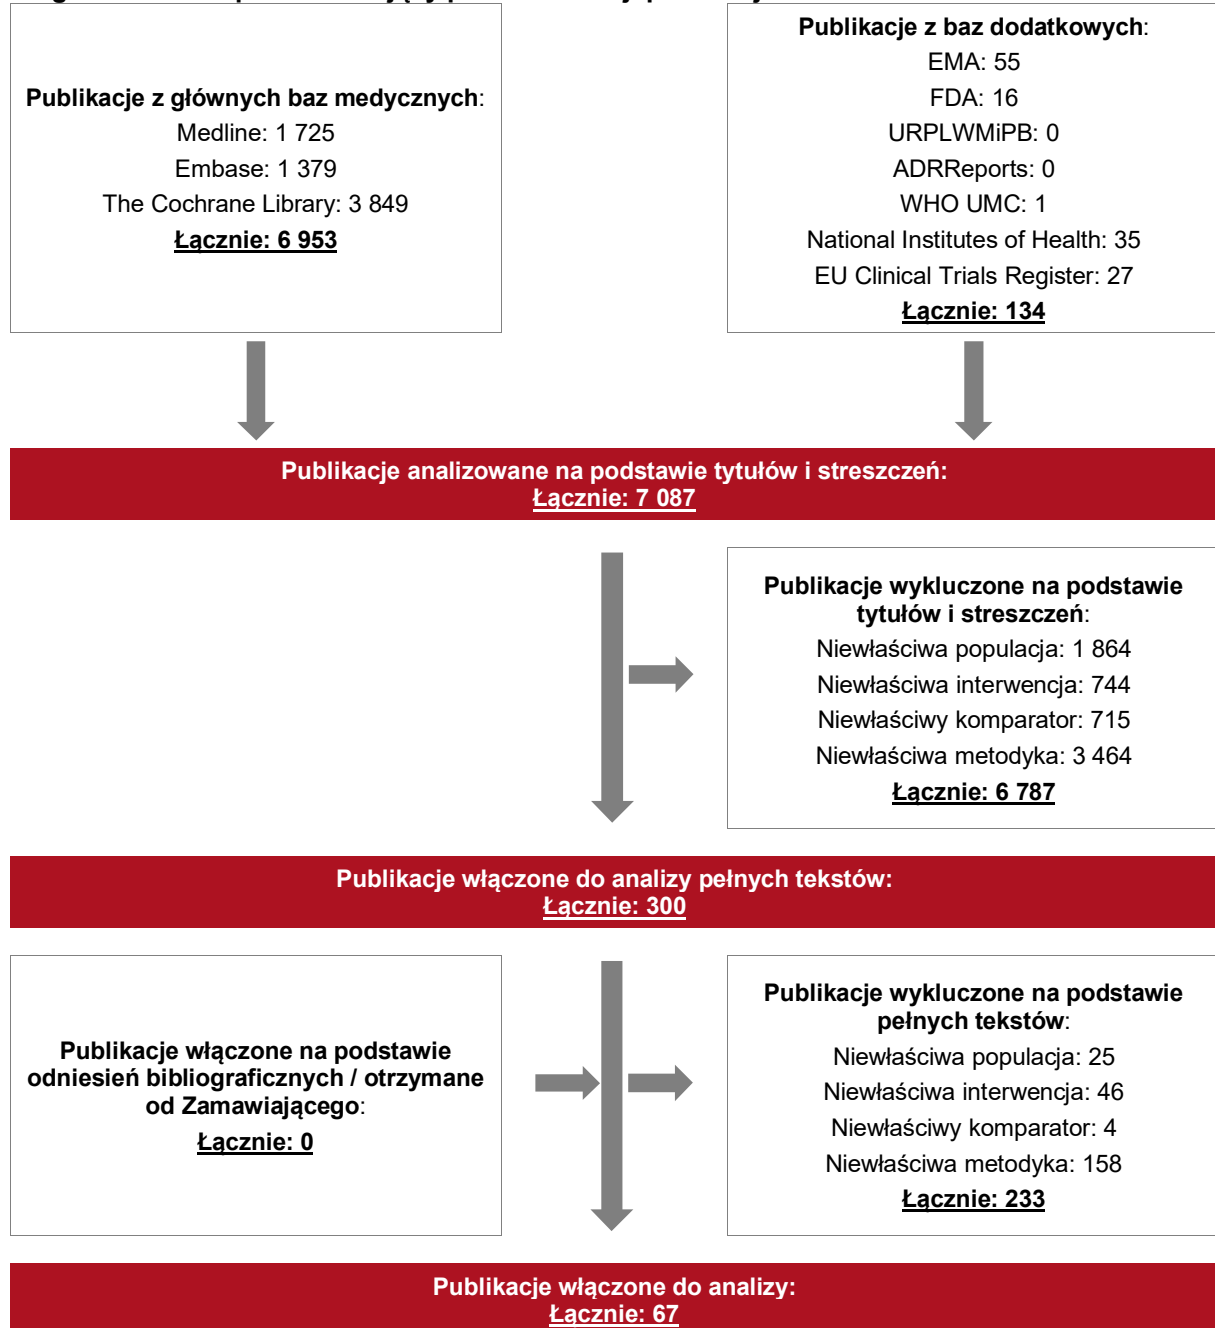 Publikacje z głównych baz medycznych:
Medline: 1 725
Embase: 1 379
The Cochrane Library: 3 849
Łącznie: 6 953
Publikacje z baz dodatkowych:
EMA: 55
FDA: 16
URPLWMiPB: 0
ADRReports: 0
WHO UMC: 1
National Institutes of Health: 35
EU Clinical Trials Register: 27
Łącznie: 134
Publikacje analizowane na podstawie tytułów i streszczeń:
Łącznie: 7 087
Publikacje wykluczone na podstawie
tytułów i streszczeń:
Niewłaściwa populacja: 1 864
Niewłaściwa interwencja: 744
Niewłaściwy komparator: 715
Niewłaściwa metodyka: 3 464
Łącznie: 6 787
Publikacje włączone do analizy pełnych tekstów:
Łącznie: 300
Publikacje włączone na podstawie
odniesień bibliograficznych / otrzymane
od Zamawiającego:
Łącznie: 0
Publikacje wykluczone na podstawie
pełnych tekstów:
Niewłaściwa populacja: 25
Niewłaściwa interwencja: 46
Niewłaściwy komparator: 4
Niewłaściwa metodyka: 158
Łącznie: 233
Publikacje włączone do analizy:
Łącznie: 67